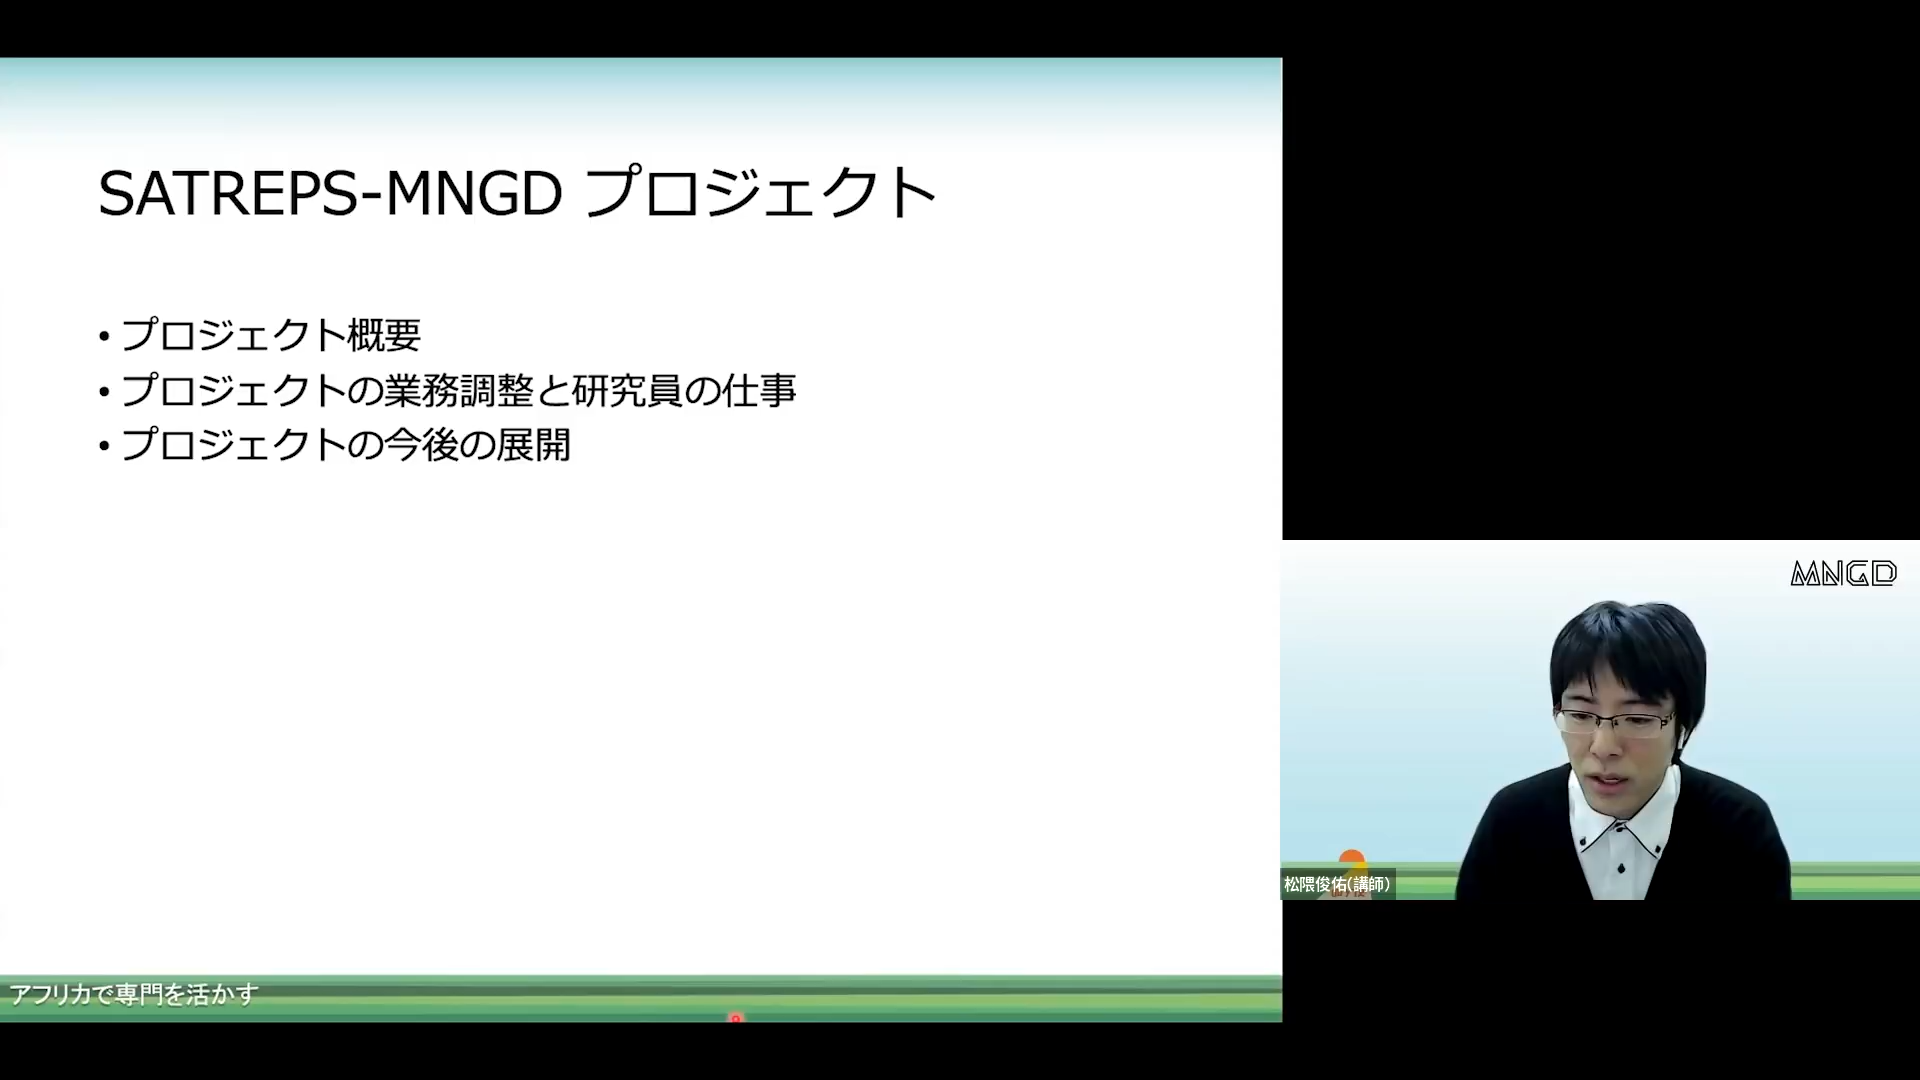 SATREPS-MNGD プロジェクト
• プロジェクト概要
• プロジェクトの業務調整と研究員の仕事
• プロジェクトの今後の展開
アフリカで専門を活かす
MNGD
松隈俊佑(講師)